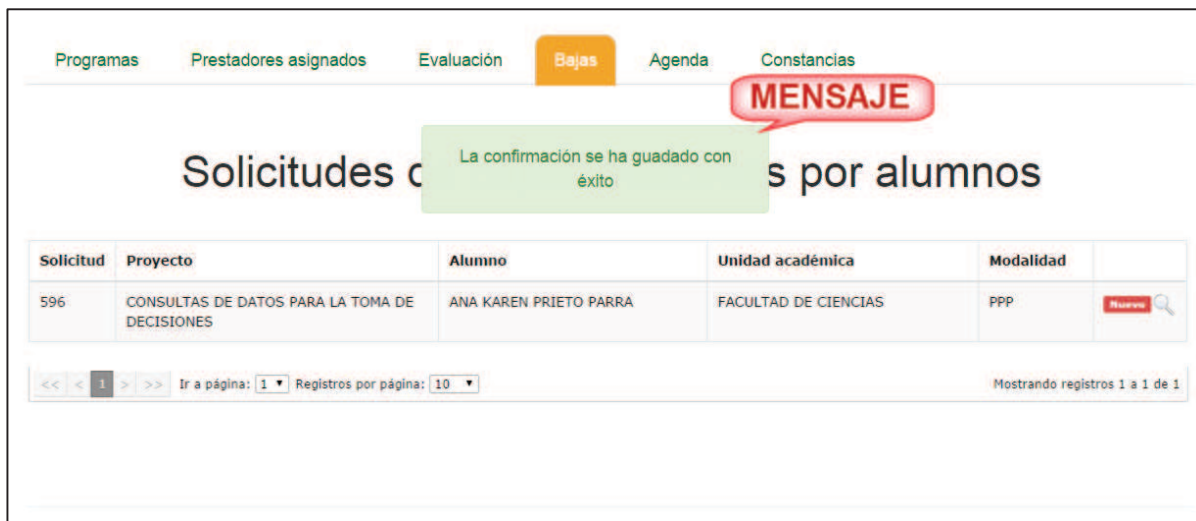 Programas Prestadores asignados Evaluación Bajas Agenda Constancias
MENSAJE
La confirmación se ha guadado con
éxito
Solicitudes s por alumnos
Solicitud Proyecto Alumno Unidad académica Modalidad
596 CONSULTAS DE DATOS PARA LA TOMA DE ANA KAREN PRIETO PARRA FACULTAD DE CIENCIAS PPP Nuevo
DECISIONES
<< < 1 > >> Ir a página: 1 Registros por página: 10 Mostrando registros 1 a 1 de 1